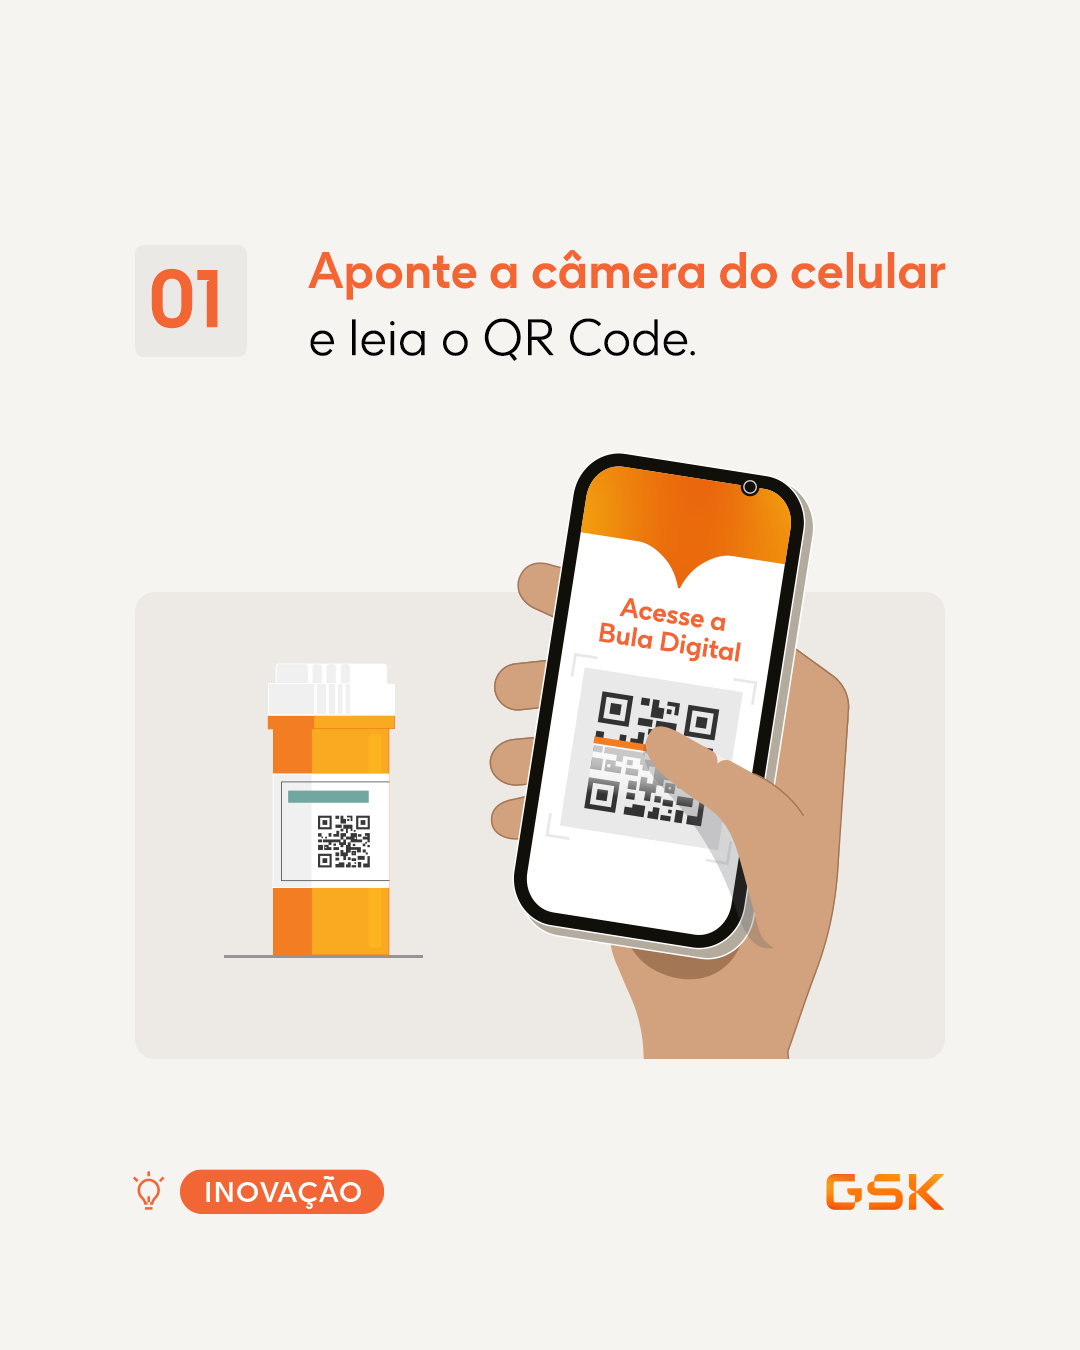 01
Aponte a câmera do celular
e leia o QR Code.
Acesse a
Bula Digital
INOVAÇÃO
GSK